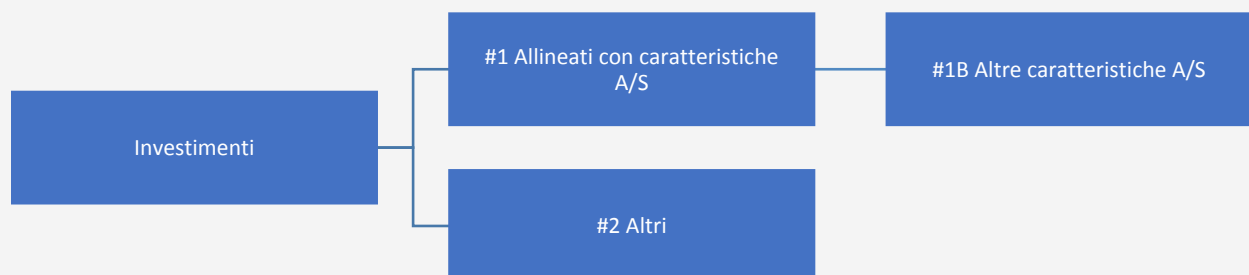 #1 Allineati con caratteristiche
A/S
#1B Altre caratteristiche A/S
Investimenti
#2 Altri